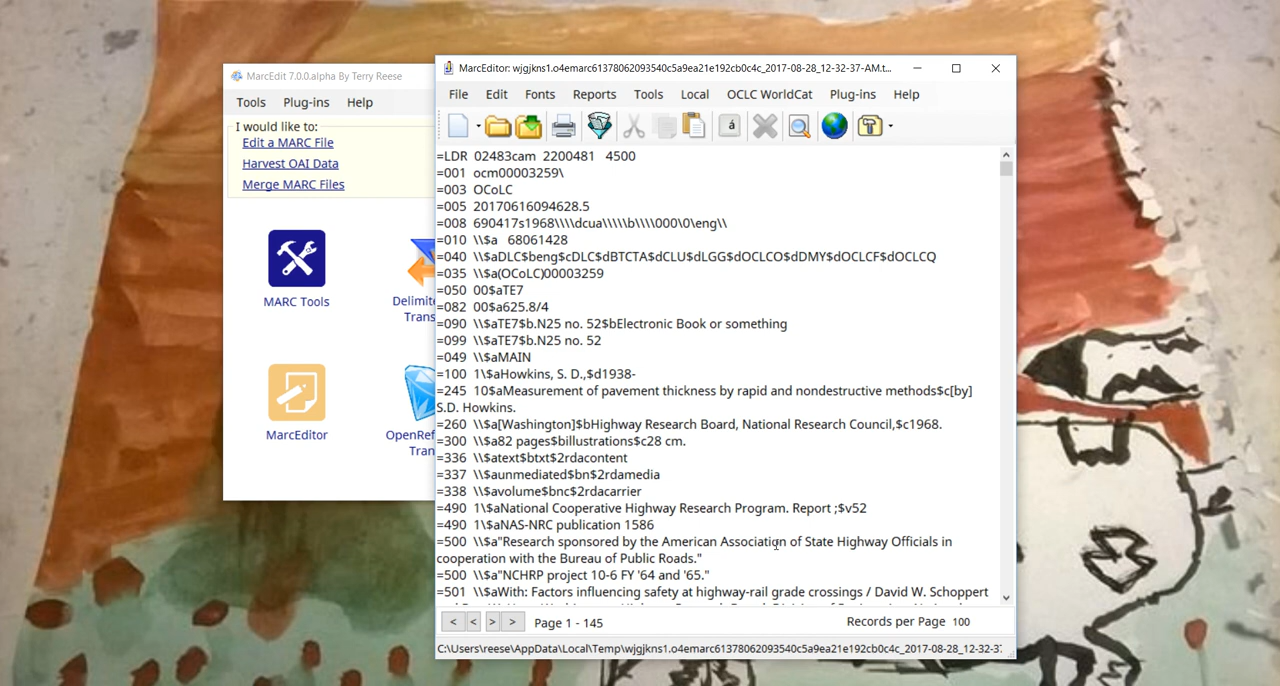 MarcEdit 7.0.0.alpha By Terry Reese
Tools Plug-ins Help
I would like to:
Edit a MARC File
Harvest OAI Data
Merge MARC Files
MARC Tools
Delimite
Trans
MarcEditor
OpenRef
Tran
MarcEditor: wjgjkns1.o4emarc61378062093540c5a9ea21e192cb0c4c_2017-08-28_12-32-37-AM.t...
File Edit Fonts Reports Tools Local OCLC WorldCat Plug-ins Help
á
=LDR 02483cam 2200481 4500
=001 ocm00003259\
=003 OCoLC
=005 20170616094628.5
=008 690417s1968\\\\dcua\\\\\b\\\\000\0\eng\\
=010 \\$a 68061428
=040 \\$aDLC$beng$cDLC$dBTCTA$dCLU$dLGG$dOCLCO$dDMY$dOCLCF$dOCLCQ
=035 \\$a(OCoLC)00003259
=050 00$aTE7
=082 00$a625.8/4
=090 \\$aTE7$b.N25 no. 52$bElectronic Book or something
=099 \\$aTE7$b.N25 no. 52
=049 \\$aMAIN
=100 1\$aHowkins, S. D.,$d1938-
=245 10$aMeasurement of pavement thickness by rapid and nondestructive methods$c[by]
S.D. Howkins.
=260 \\$a[Washington]$bHighway Research Board, National Research Council,$c1968.
=300 \\$a82 pages$billustrations$c28 cm.
=336 \\$atext$btxt$2rdacontent
=337 \\$aunmediated$bn$2rdamedia
=338 \\$avolume$bnc$2rdacarrier
=490 1\$aNational Cooperative Highway Research Program. Report ;$v52
=490 1\$aNAS-NRC publication 1586
=500 \\$a"Research sponsored by the American Association of State Highway Officials in
cooperation with the Bureau of Public Roads."
=500 \\$a"NCHRP project 10-6 FY '64 and '65."
=501 \\$aWith: Factors influencing safety at highway-rail grade crossings / David W. Schoppert
< < > > Page 1 - 145 Records per Page 100
C:\Users\reese\AppData\Local\Temp\wjgjkns1.o4emarc61378062093540c5a9ea21e192cb0c4c_2017-08-28_12-32-37